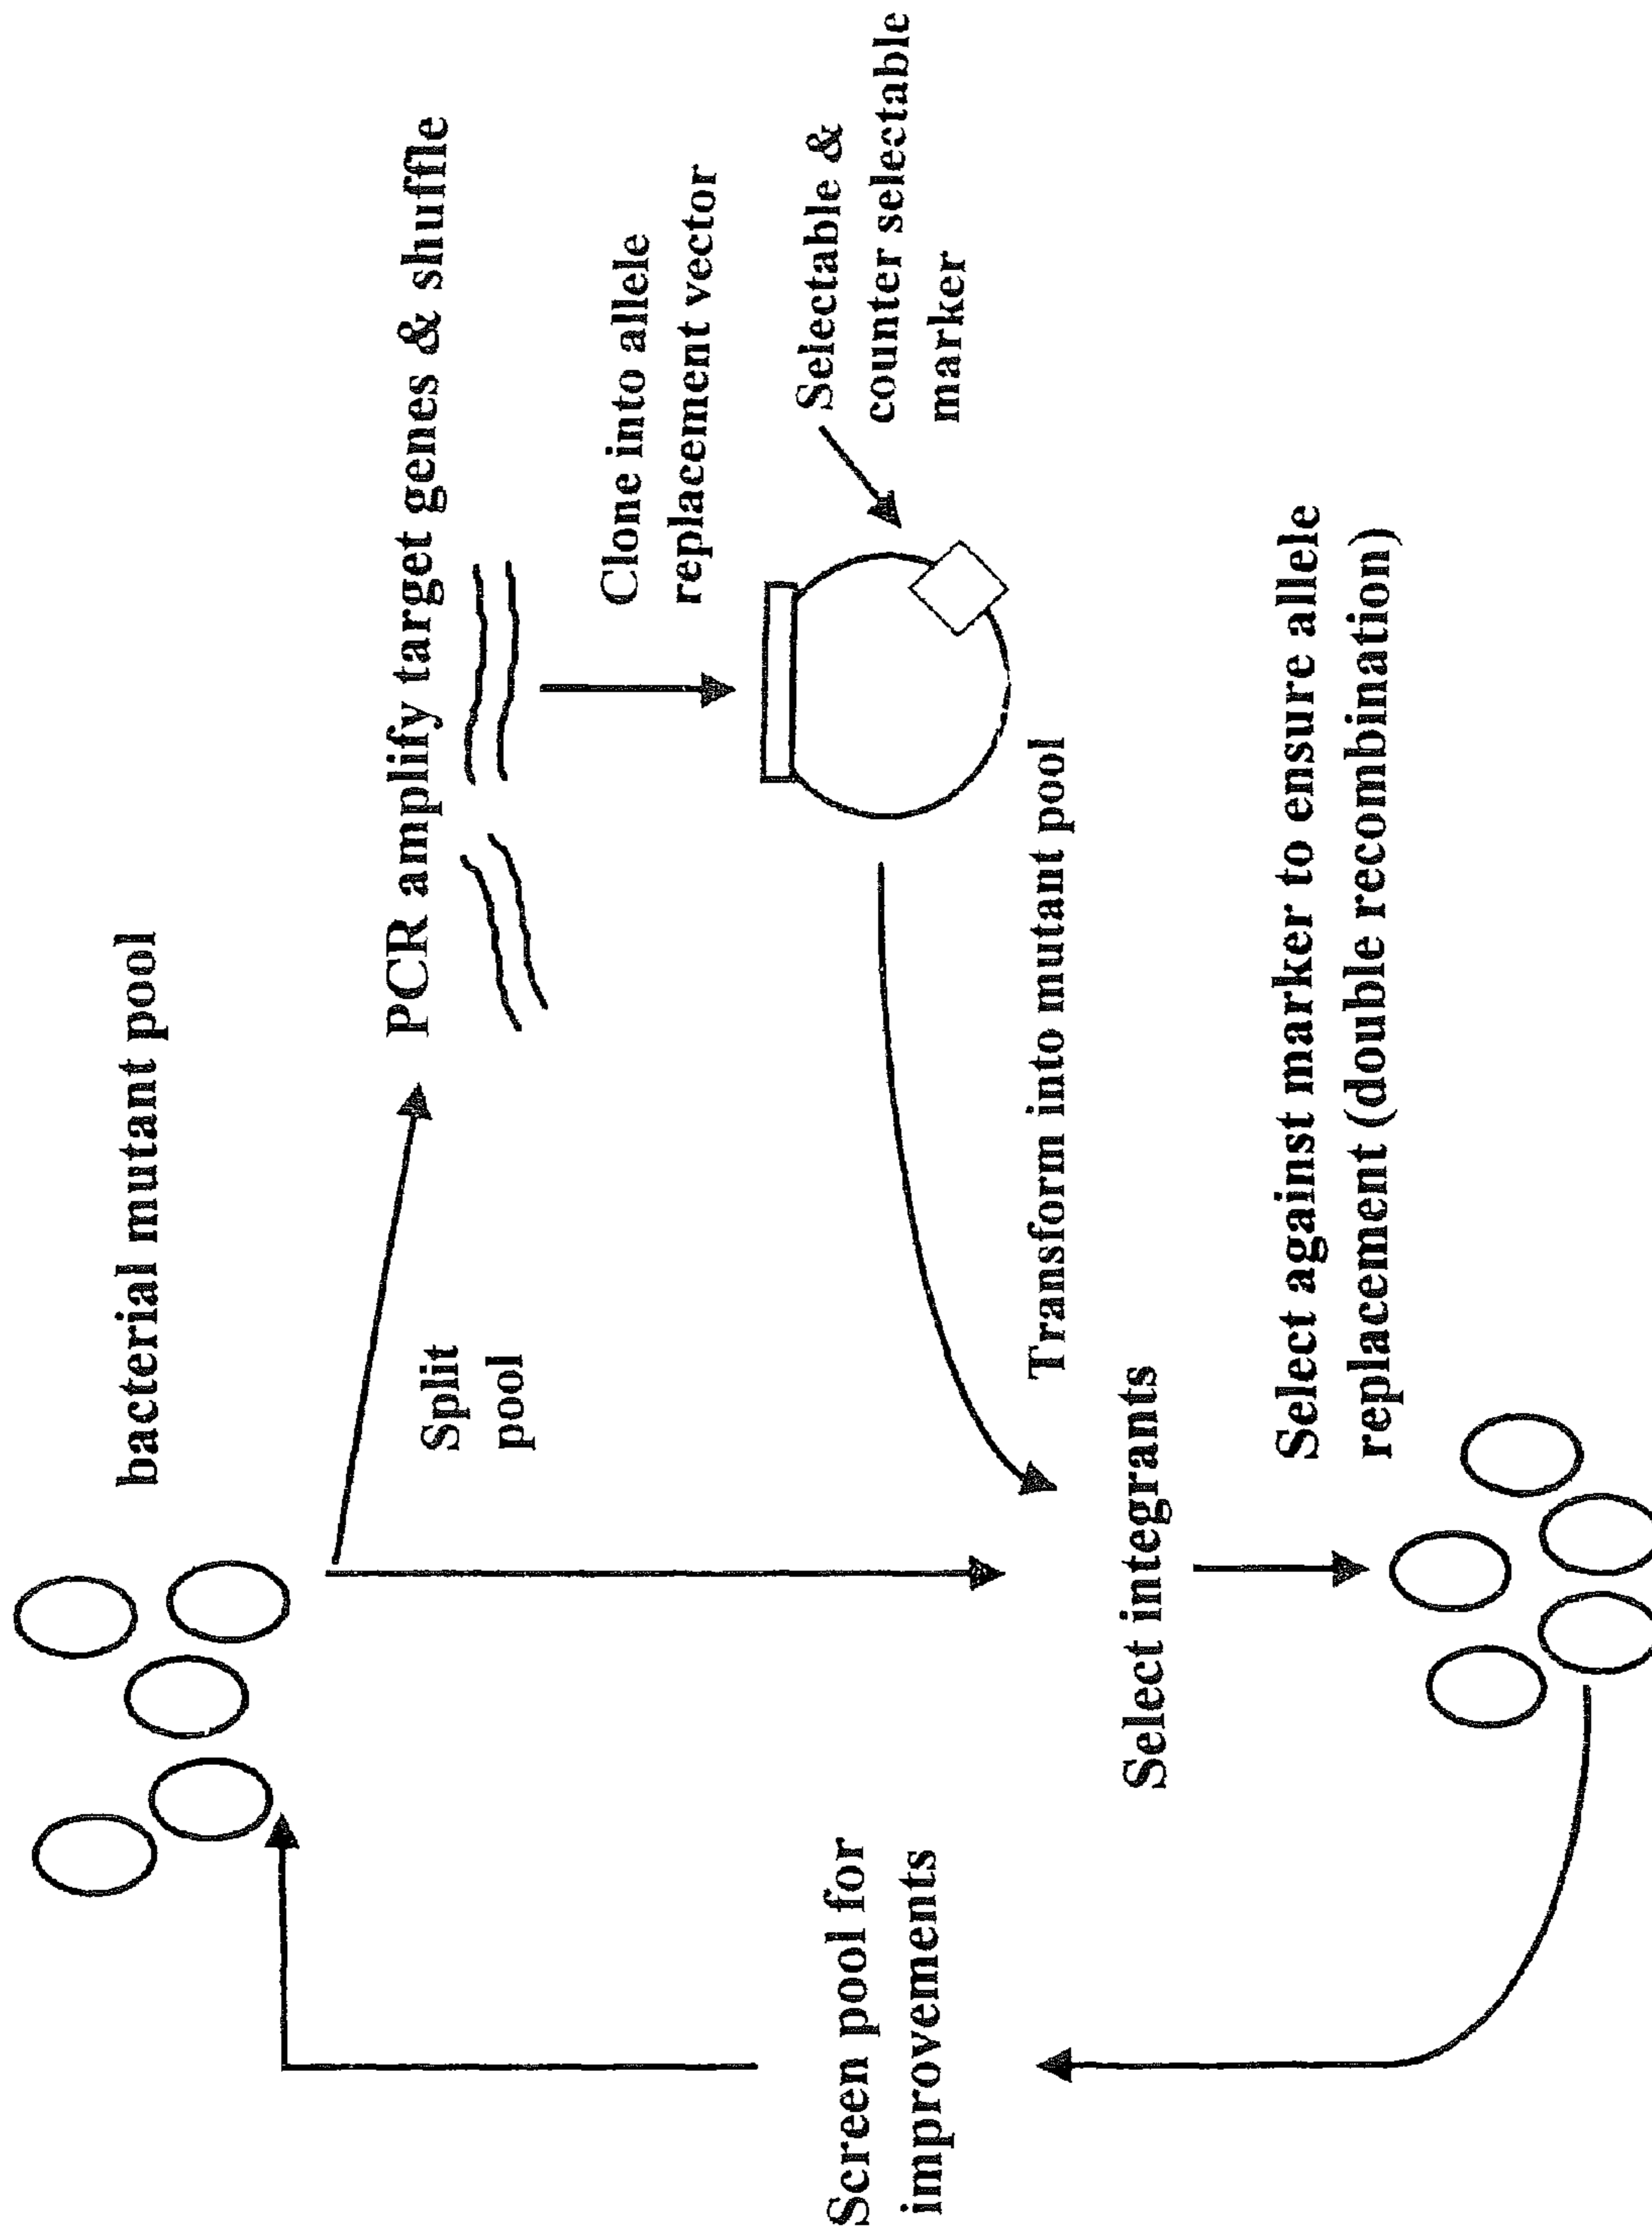 bacterial mutant pool
PCR amplify target genes & shuffle
Split
pool
Clone into allele
replacement vector
Selectable &
counter selectable
marker
Transform into mutant pool
Select integrants
Select against marker to ensure allele
replacement (double recombination)
Screen pool for
improvements